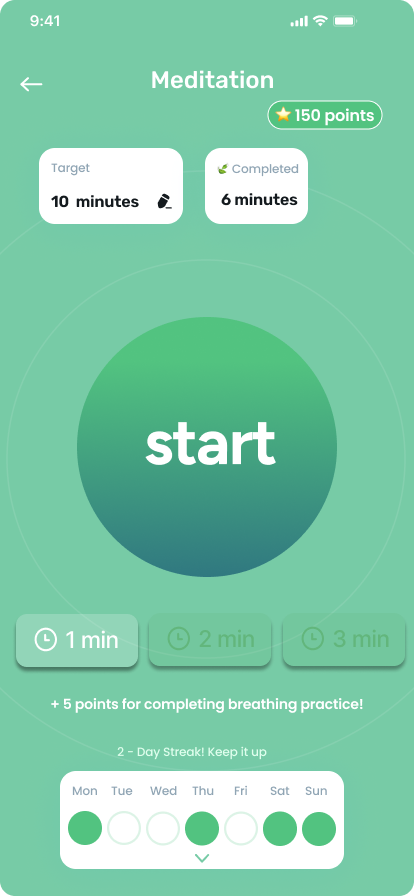 9:41
Meditation
150 points
Target
10 minutes
Completed
6 minutes
start
1 min
2 min
3 min
+ 5 points for completing breathing practice!
2 - Day Streak! Keep it up
Mon Tue Wed Thu Fri Sat Sun